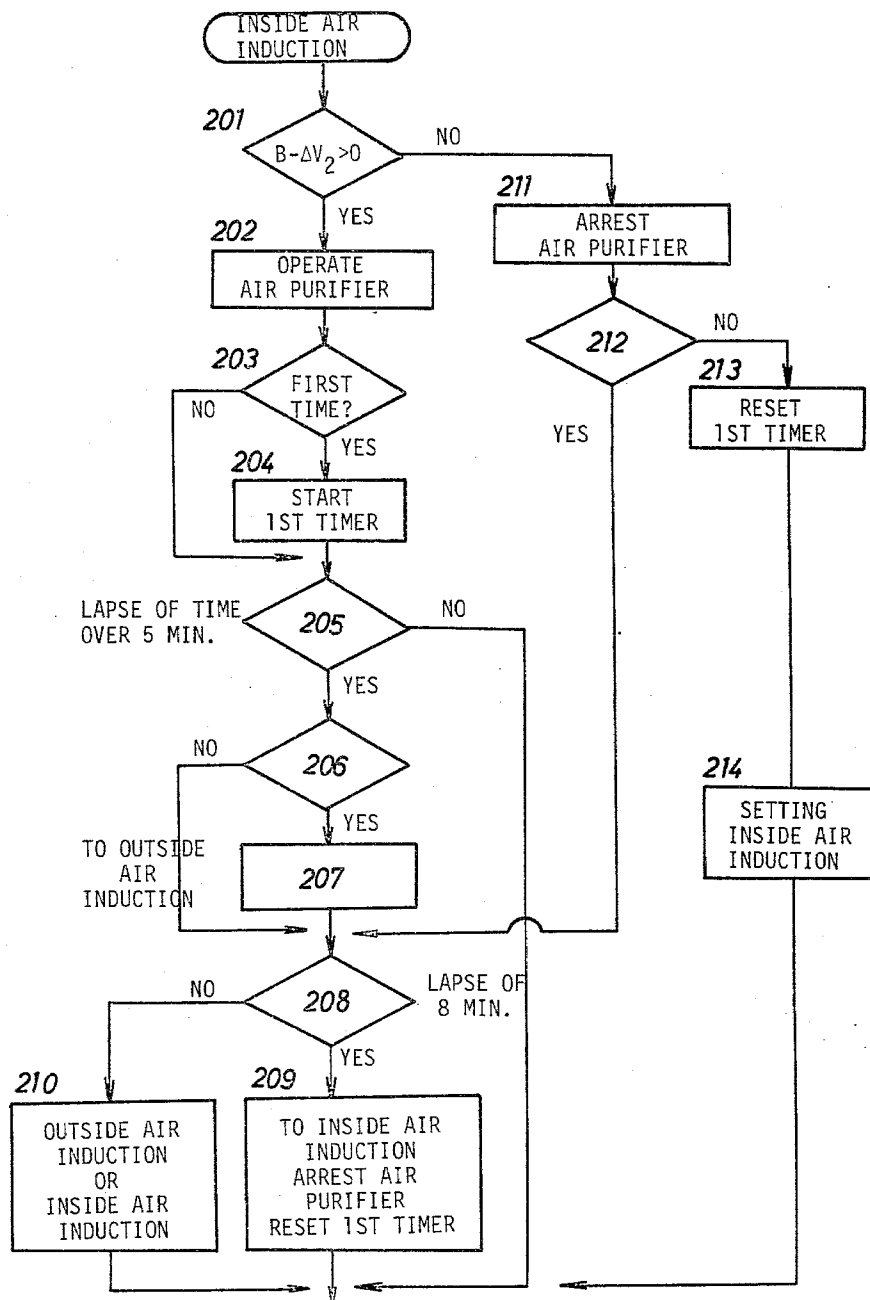 INSIDE AIR
INDUCTION
201
B-ΔV2>0
NO
YES
211
ARREST
AIR PURIFIER
202
OPERATE
AIR PURIFIER
212
NO
YES
213
RESET
1ST TIMER
203
FIRST
TIME?
NO
YES
204
START
1ST TIMER
LAPSE OF TIME
OVER 5 MIN.
205
NO
YES
206
NO
YES
214
SETTING
INSIDE AIR
INDUCTION
TO OUTSIDE
AIR
INDUCTION
207
208
NO
LAPSE OF
8 MIN.
YES
210
OUTSIDE AIR
INDUCTION
OR
INSIDE AIR
INDUCTION
209
TO INSIDE AIR
INDUCTION
ARREST AIR
PURIFIER
RESET 1ST TIMER